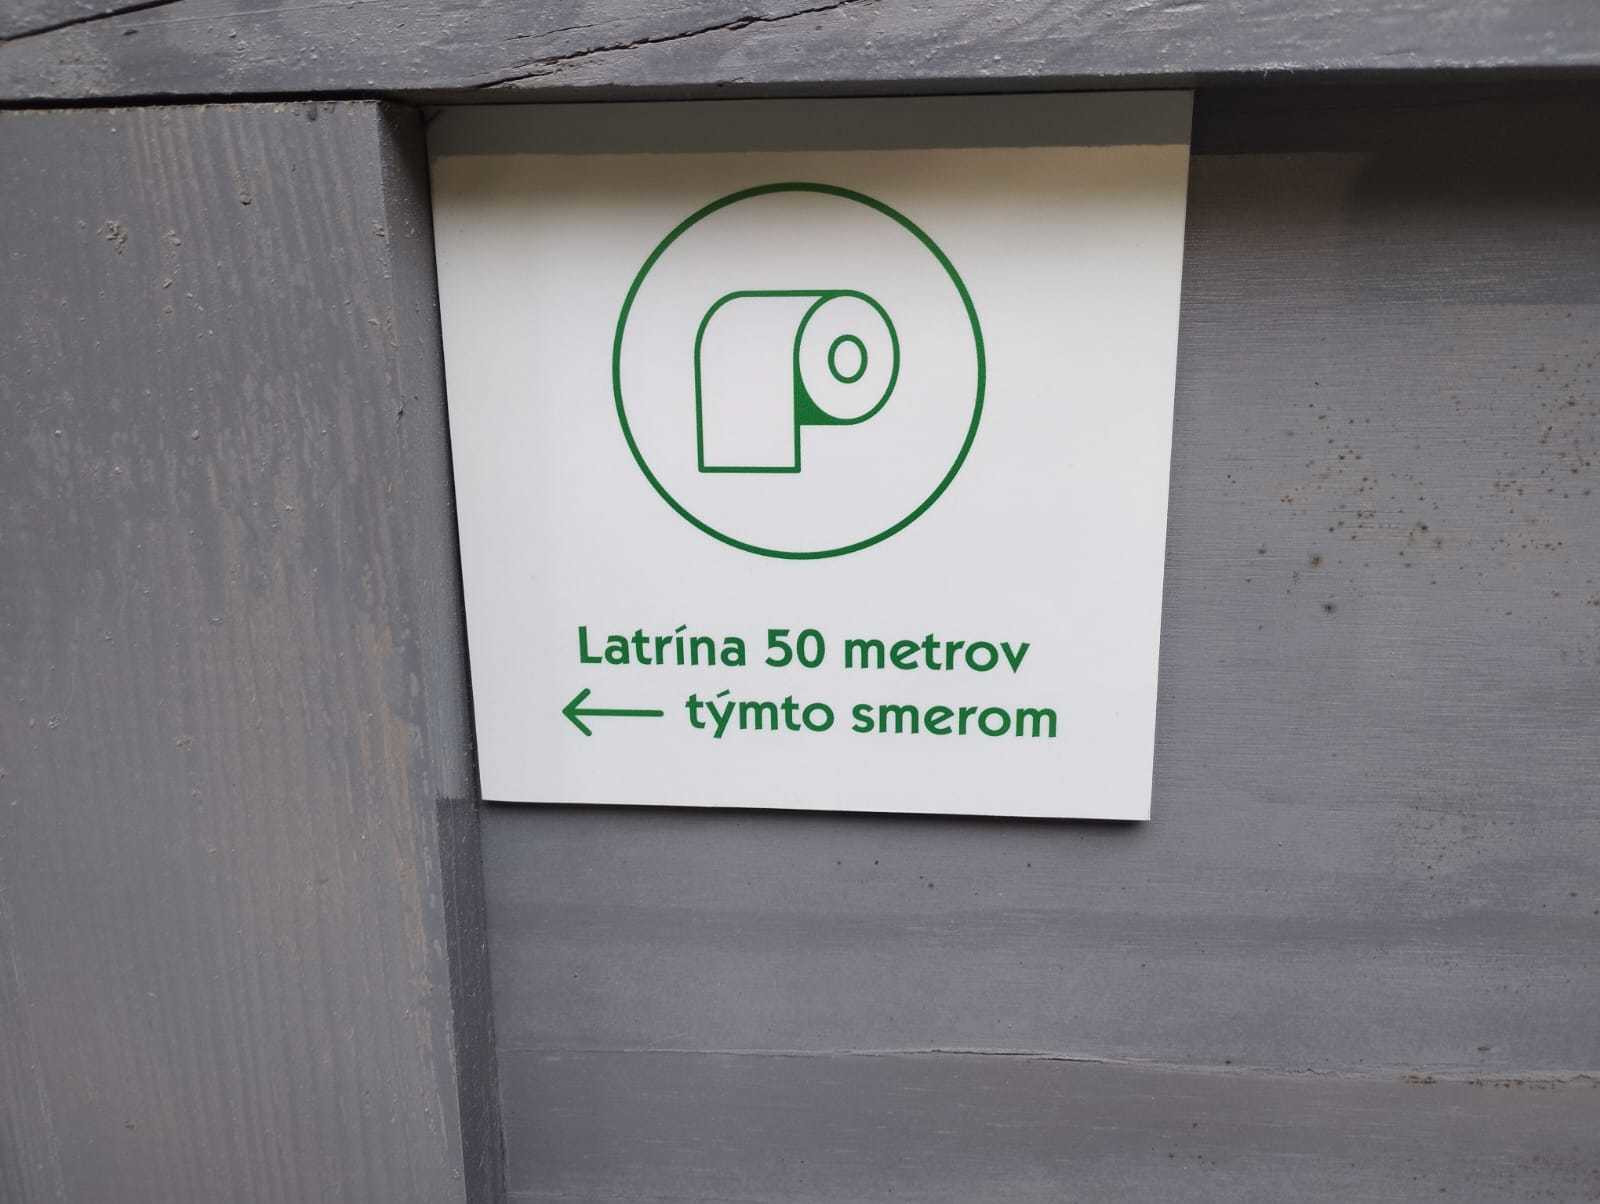 Latrína 50 metrov
← týmto smerom